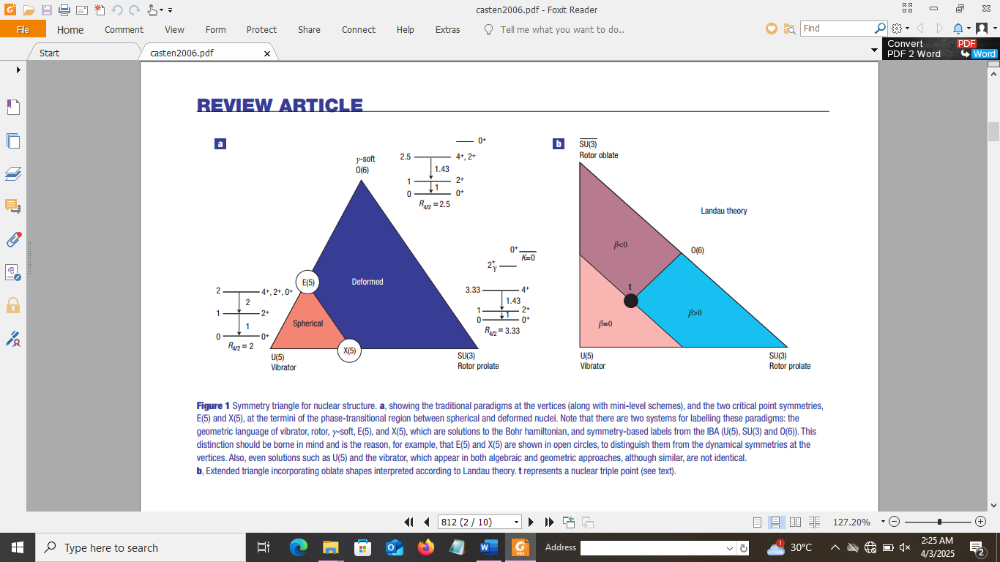 casten2006.pdf - Foxit Reader
File
Home
Comment
View
Form
Protect
Share
Connect
Help
Extras
Tell me what you want to do..
Find
Start
casten2006.pdf
Convert PDF
PDF 2 Word Word
REVIEW ARTICLE
a
γ-soft
O(6)
0+
2.5 4+, 2+
1.43
1 2+
1
0 0+
R4/2 = 2.5
E(5)
Deformed
Spherical
X(5)
2 4+, 2+, 0+
2
1 2+
1
0 0+
R4/2 = 2
U(5)
Vibrator
0+
K=0
2+γ
3.33 4+
1.43
1 2+
1
0 0+
R4/2 = 3.33
SU(3)
Rotor prolate
b
S̅U̅(̅3̅)̅
Rotor oblate
Landau theory
β<0
O(6)
t
β>0
β=0
U(5)
Vibrator
SU(3)
Rotor prolate
Figure 1 Symmetry triangle for nuclear structure. a, showing the traditional paradigms at the vertices (along with mini-level schemes), and the two critical point symmetries,
E(5) and X(5), at the termini of the phase-transitional region between spherical and deformed nuclei. Note that there are two systems for labelling these paradigms: the
geometric language of vibrator, rotor, γ-soft, E(5), and X(5), which are solutions to the Bohr hamiltonian, and symmetry-based labels from the IBA (U(5), SU(3) and O(6)). This
distinction should be borne in mind and is the reason, for example, that E(5) and X(5) are shown in open circles, to distinguish them from the dynamical symmetries at the
vertices. Also, even solutions such as U(5) and the vibrator, which appear in both algebraic and geometric approaches, although similar, are not identical.
b, Extended triangle incorporating oblate shapes interpreted according to Landau theory. t represents a nuclear triple point (see text).
812 (2 / 10)
127.20%
Type here to search
Address
1
30°C
2:25 AM
4/3/2025
2